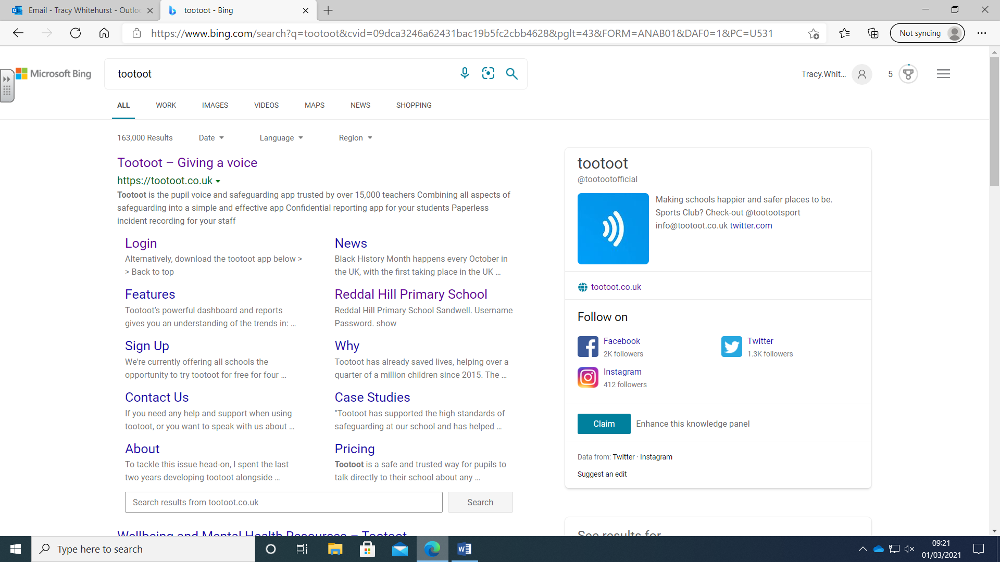 Email - Tracy Whitehurst - Outlo
tootoot - Bing
https://www.bing.com/search?q=tootoot&cvid=09dca3246a62431bac19b5fc2cbb4628&pglt=43&FORM=ANAB01&DAF0=1&PC=U531
Not syncing
Microsoft Bing
tootoot
Tracy.Whit...
5
ALL WORK IMAGES VIDEOS MAPS NEWS SHOPPING
163,000 Results Date Language Region
Tootoot – Giving a voice
https://tootoot.co.uk
Tootoot is the pupil voice and safeguarding app trusted by over 15,000 teachers Combining all aspects of
safeguarding into a simple and effective app Confidential reporting app for your students Paperless
incident recording for your staff
Login
Alternatively, download the tootoot app below >
> Back to top
News
Black History Month happens every October in
the UK, with the first taking place in the UK ...
Features
Tootoot's powerful dashboard and reports
gives you an understanding of the trends in: ...
Reddal Hill Primary School
Reddal Hill Primary School Sandwell. Username
Password. show
Sign Up
We're currently offering all schools the
opportunity to try tootoot for free for four ...
Why
Tootoot has already saved lives, helping over a
quarter of a million children since 2015. The ...
Contact Us
If you need any help and support when using
tootoot, or you want to speak with us about ...
Case Studies
"Tootoot has supported the high standards of
safeguarding at our school and has helped ...
About
To tackle this issue head-on, I spent the last
two years developing tootoot alongside ...
Pricing
Tootoot is a safe and trusted way for pupils to
talk directly to their school about any ...
Search results from tootoot.co.uk
Search
Wellbeing and Mental Health Resources – Tootoot
tootoot
@tootootofficial
Making schools happier and safer places to be.
Sports Club? Check-out @tootootsport
info@tootoot.co.uk twitter.com
tootoot.co.uk
Follow on
Facebook
2K followers
Twitter
1.3K followers
Instagram
412 followers
Claim
Enhance this knowledge panel
Data from: Twitter · Instagram
Suggest an edit
See results for
Type here to search
09:21
01/03/2021